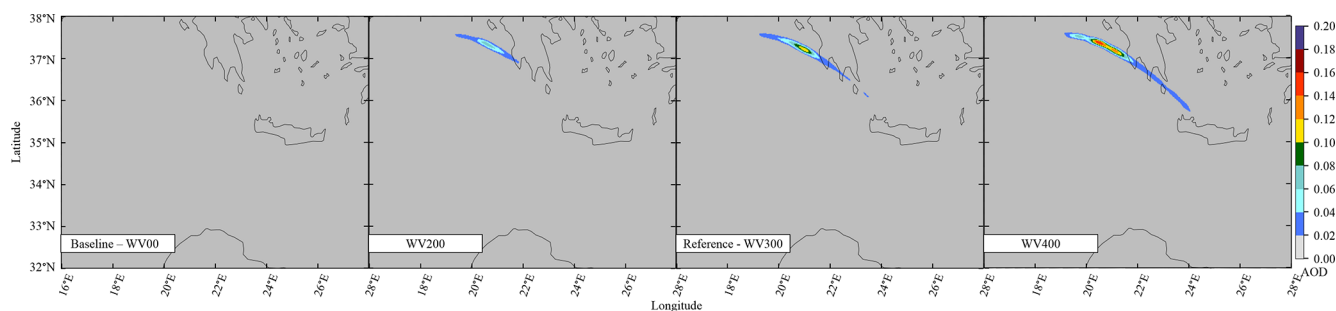 38°N
37°N
36°N
35°N
34°N
33°N
32°N
Latitude
Baseline – WV00
WV200
Reference - WV300
WV400
16°E 18°E 20°E 22°E 24°E 26°E 28°E 18°E 20°E 22°E 24°E 26°E 28°E 18°E 20°E 22°E 24°E 26°E 28°E 18°E 20°E 22°E 24°E 26°E 28°E
Longitude
0.20
0.18
0.16
0.14
0.12
0.10
0.08
0.06
0.04
0.02
0.00
AOD